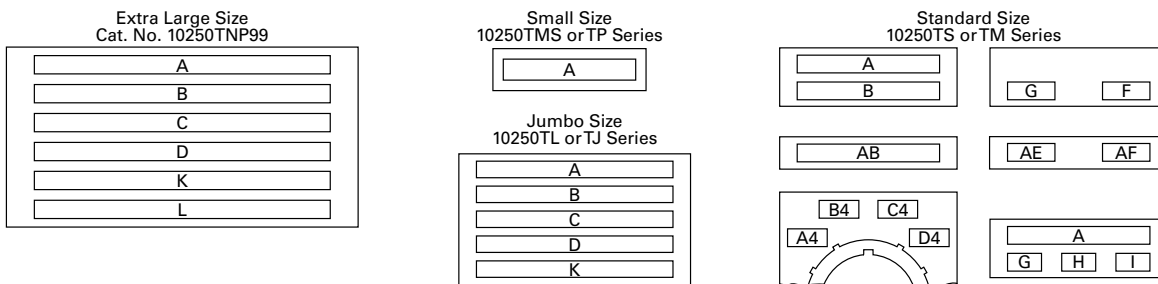 Extra Large Size
Cat. No. 10250TNP99
A
B
C
D
K
L
Small Size
10250TMS or TP Series
A
Jumbo Size
10250TL or TJ Series
A
B
C
D
K
Standard Size
10250TS or TM Series
A
B
G F
AB
AE AF
B4 C4
A4 D4
A
G H I